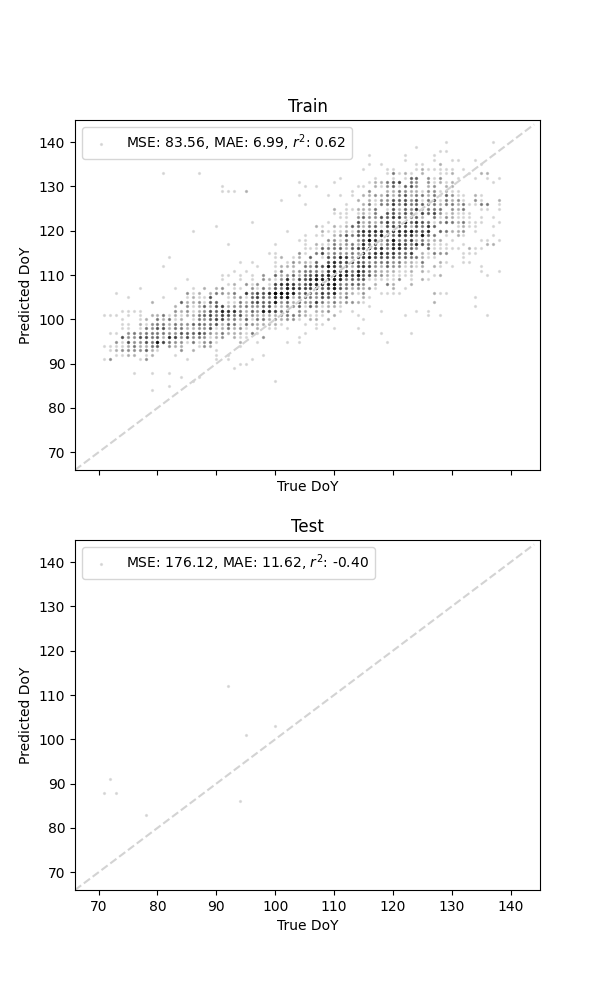 Train
MSE: 83.56, MAE: 6.99, r²: 0.62
140
130
120
110
100
90
80
70
Predicted DoY
True DoY
Test
MSE: 176.12, MAE: 11.62, r²: -0.40
140
130
120
110
100
90
80
70
Predicted DoY
70 80 90 100 110 120 130 140
True DoY